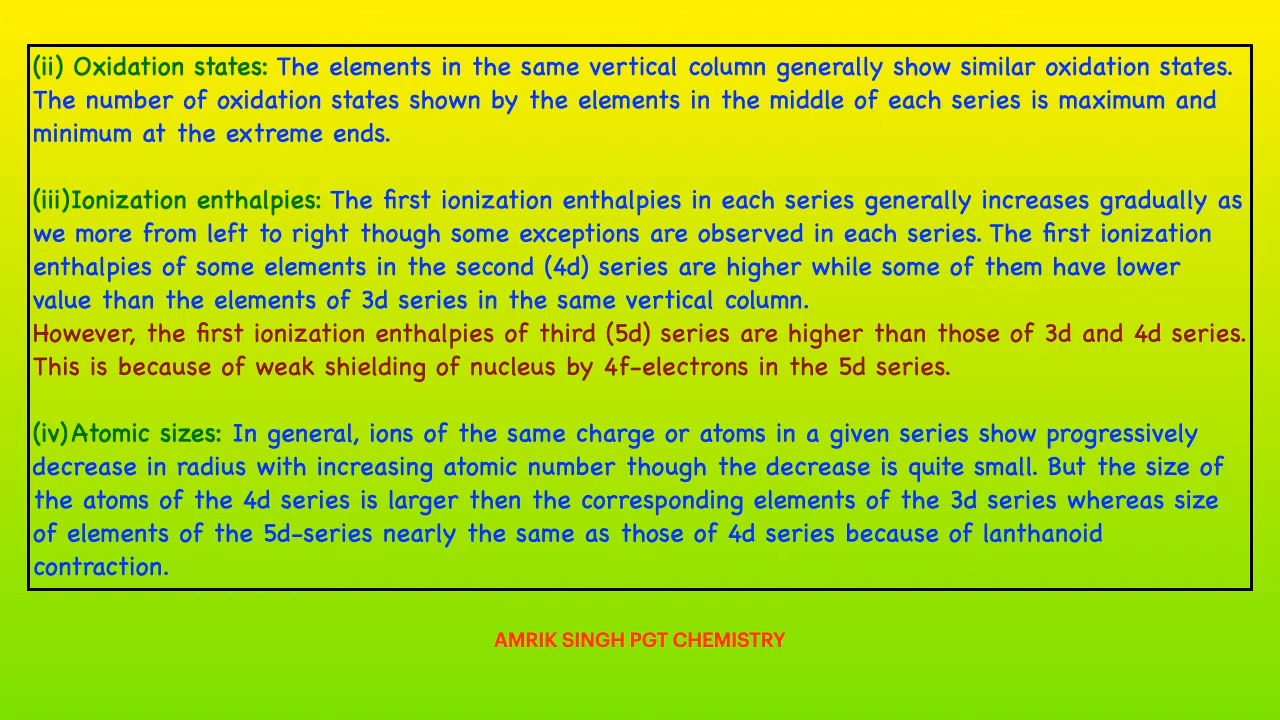 (ii) Oxidation states: The elements in the same vertical column generally show similar oxidation states.
The number of oxidation states shown by the elements in the middle of each series is maximum and
minimum at the extreme ends.
(iii)Ionization enthalpies: The first ionization enthalpies in each series generally increases gradually as
we more from left to right though some exceptions are observed in each series. The first ionization
enthalpies of some elements in the second (4d) series are higher while some of them have lower
value than the elements of 3d series in the same vertical column.
However, the first ionization enthalpies of third (5d) series are higher than those of 3d and 4d series.
This is because of weak shielding of nucleus by 4f-electrons in the 5d series.
(iv)Atomic sizes: In general, ions of the same charge or atoms in a given series show progressively
decrease in radius with increasing atomic number though the decrease is quite small. But the size of
the atoms of the 4d series is larger then the corresponding elements of the 3d series whereas size
of elements of the 5d-series nearly the same as those of 4d series because of lanthanoid
contraction.
AMRIK SINGH PGT CHEMISTRY